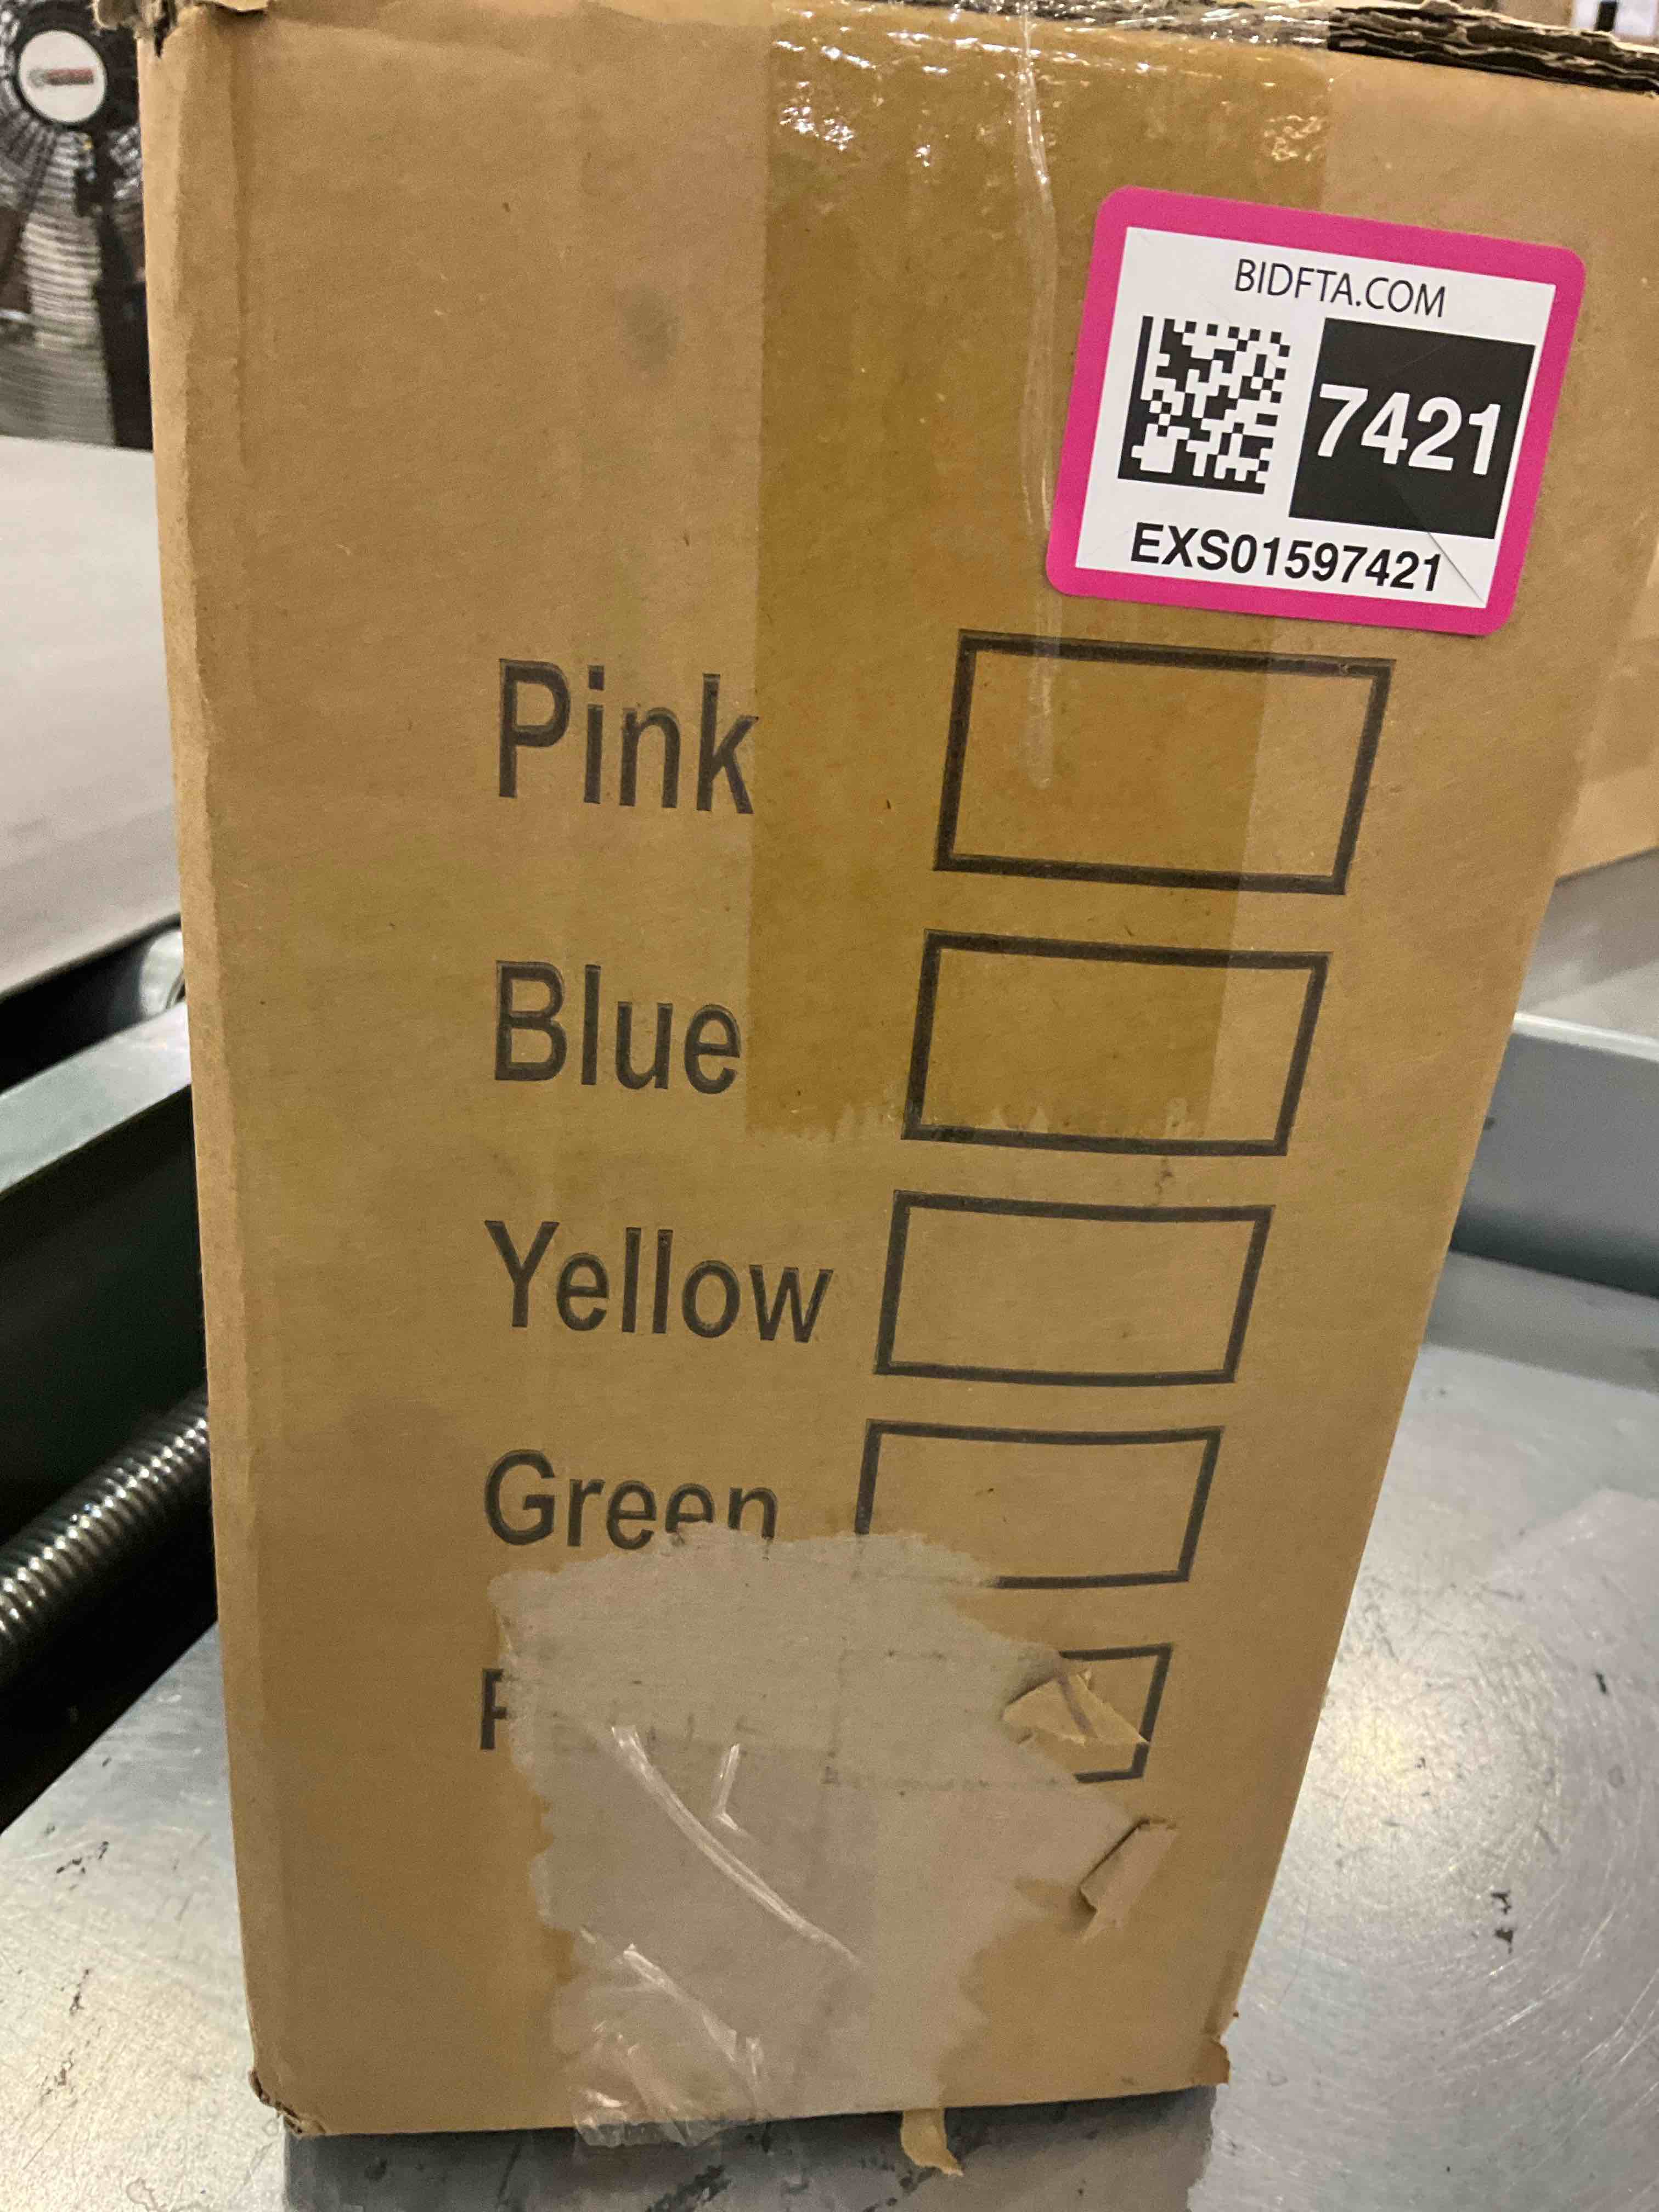 BIDFTA.COM
7421
EXS01597421
Pink
Blue
Yellow
Green